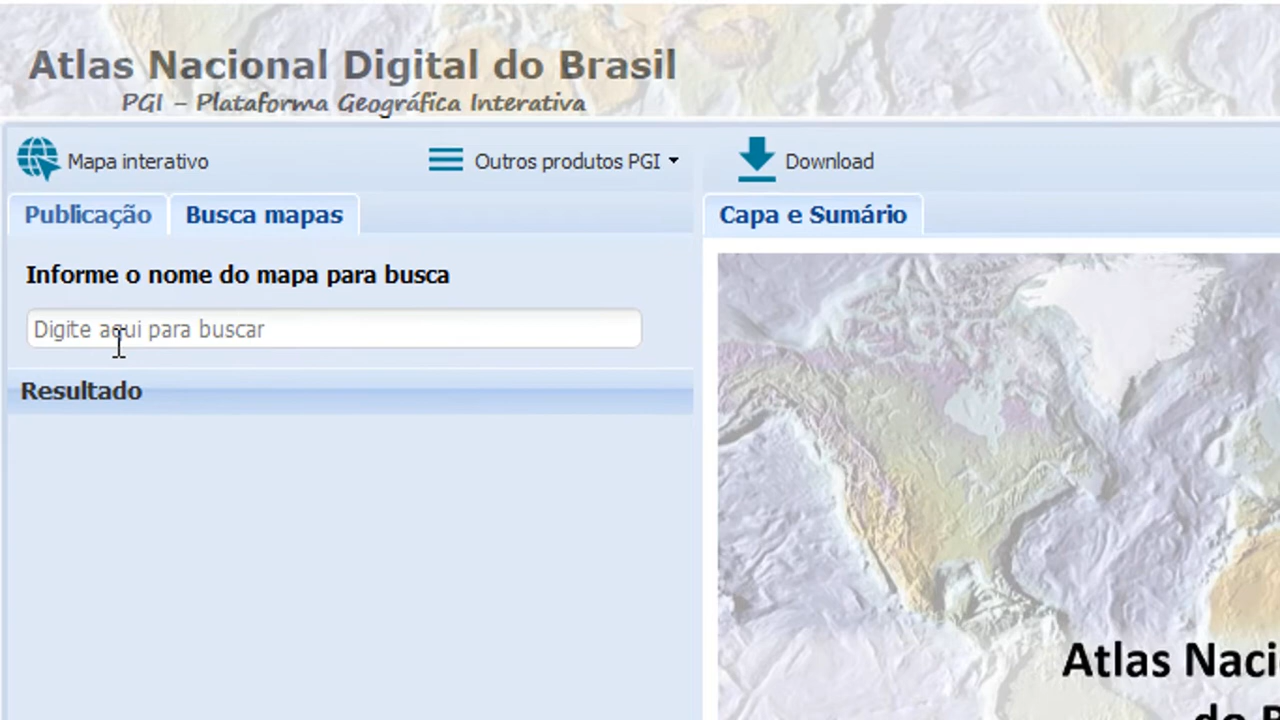 Atlas Nacional Digital do Brasil
PGI – Plataforma Geográfica Interativa
Mapa interativo
Outros produtos PGI
Download
Publicação
Busca mapas
Capa e Sumário
Informe o nome do mapa para busca
Digite aqui para buscar
Resultado
Atlas Naci